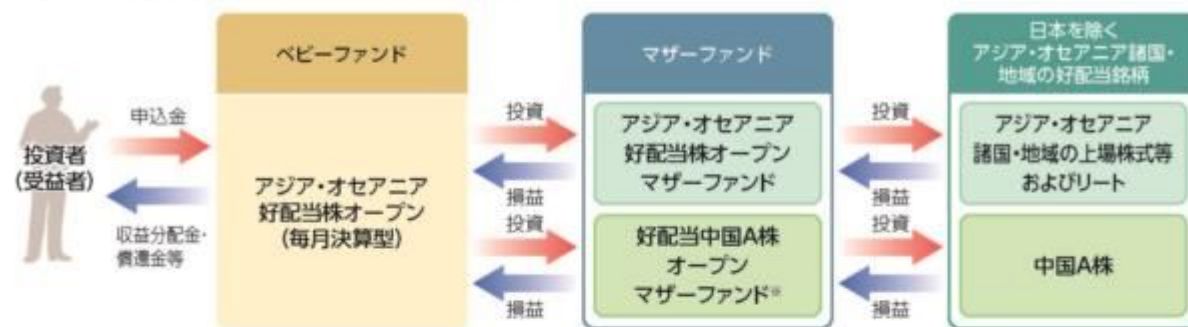 投資者
(受益者)
申込金
収益分配金・
償還金等
ベビーファンド
アジア・オセアニア
好配当株オープン
(毎月決算型)
投資
損益
投資
損益
マザーファンド
アジア・オセアニア
好配当株オープン
マザーファンド
好配当中国A株
オープン
マザーファンド※
投資
損益
投資
損益
日本を除く
アジア・オセアニア諸国・
地域の好配当銘柄
アジア・オセアニア
諸国・地域の上場株式等
およびリート
中国A株